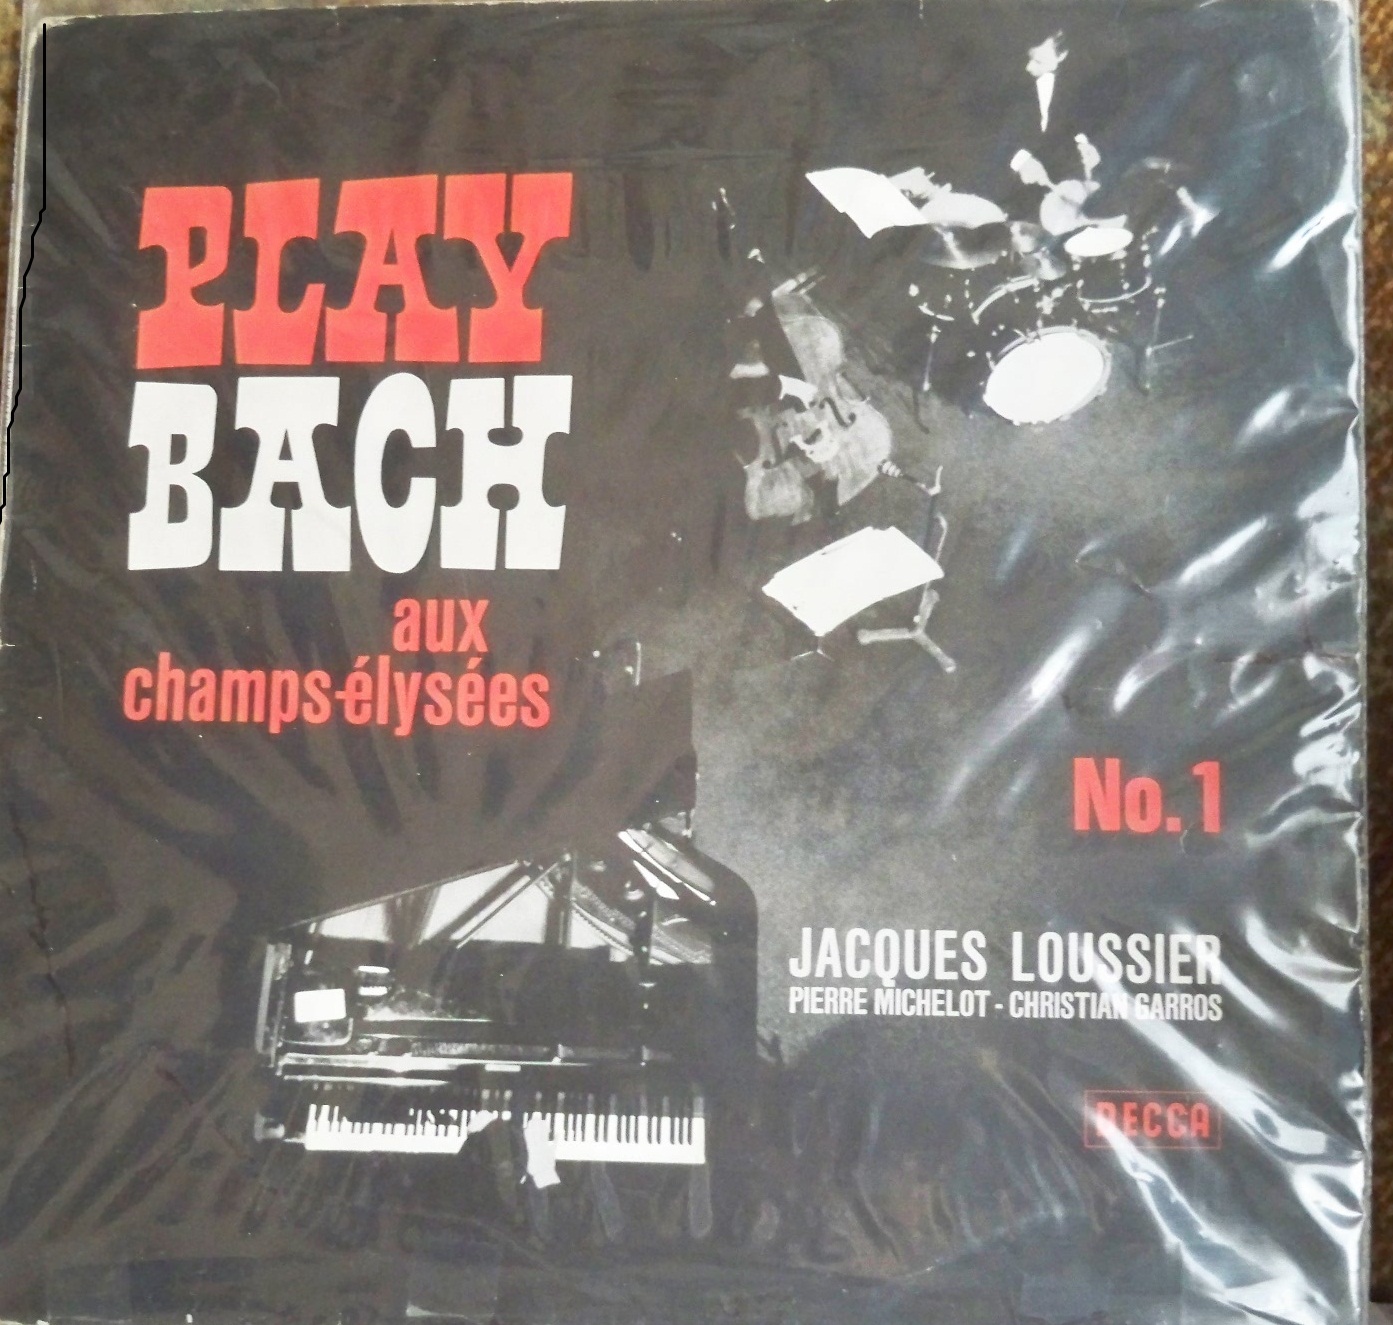 PLAY
BACH
aux
champs-élysées
No. 1
JACQUES LOUSSIER
PIERRE MICHELOT - CHRISTIAN GARROS
DECCA